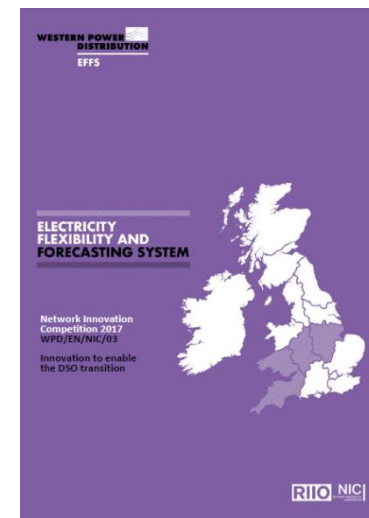 WESTERN POWER
DISTRIBUTION
EFFS
ELECTRICITY
FLEXIBILITY AND
FORECASTING SYSTEM
Network Innovation
Competition 2017
WPD/EN/NIC/03
Innovation to enable
the DSO transition
RIIO NIC